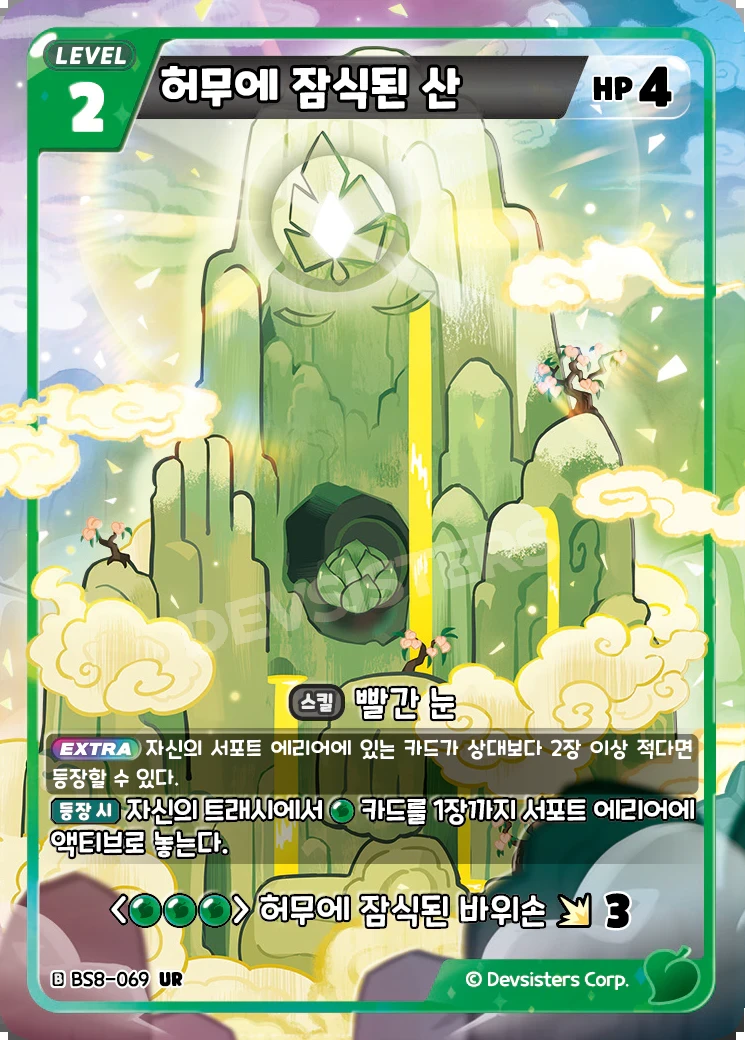 LEVEL
2
허무에 잠식된 산
HP 4
DEVSISTERS
스킬 빨간 눈
EXTRA 자신의 서포트 에리어에 있는 카드가 상대보다 2장 이상 적다면
등장할 수 있다.
등장 시 자신의 트래시에서 카드를 1장까지 서포트 에리어에
액티브로 놓는다.
< > 허무에 잠식된 바위손 3
B BS8-069 UR
© Devsisters Corp.